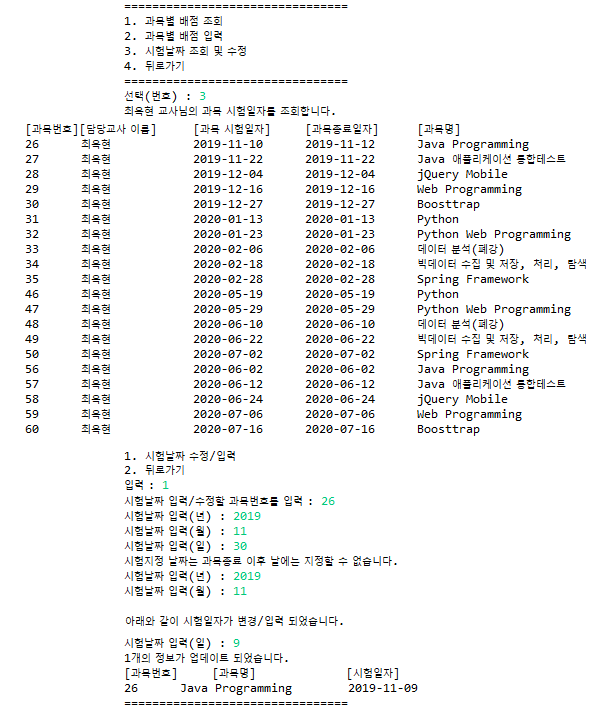 ================================
1. 과목별 배점 조회
2. 과목별 배점 입력
3. 시험날짜 조회 및 수정
4. 뒤로가기
================================
선택(번호) : 3
최욱현 교사님의 과목 시험일자를 조회합니다.
[과목번호][담당교사 이름] [과목 시험일자] [과목종료일자] [과목명]
26 최욱현 2019-11-10 2019-11-12 Java Programming
27 최욱현 2019-11-22 2019-11-22 Java 애플리케이션 통합테스트
28 최욱현 2019-12-04 2019-12-04 jQuery Mobile
29 최욱현 2019-12-16 2019-12-16 Web Programming
30 최욱현 2019-12-27 2019-12-27 Boosttrap
31 최욱현 2020-01-13 2020-01-13 Python
32 최욱현 2020-01-23 2020-01-23 Python Web Programming
33 최욱현 2020-02-06 2020-02-06 데이터 분석(폐강)
34 최욱현 2020-02-18 2020-02-18 빅데이터 수집 및 저장, 처리, 탐색
35 최욱현 2020-02-28 2020-02-28 Spring Framework
46 최욱현 2020-05-19 2020-05-19 Python
47 최욱현 2020-05-29 2020-05-29 Python Web Programming
48 최욱현 2020-06-10 2020-06-10 데이터 분석(폐강)
49 최욱현 2020-06-22 2020-06-22 빅데이터 수집 및 저장, 처리, 탐색
50 최욱현 2020-07-02 2020-07-02 Spring Framework
56 최욱현 2020-06-02 2020-06-02 Java Programming
57 최욱현 2020-06-12 2020-06-12 Java 애플리케이션 통합테스트
58 최욱현 2020-06-24 2020-06-24 jQuery Mobile
59 최욱현 2020-07-06 2020-07-06 Web Programming
60 최욱현 2020-07-16 2020-07-16 Boosttrap
1. 시험날짜 수정/입력
2. 뒤로가기
입력 : 1
시험날짜 입력/수정할 과목번호를 입력 : 26
시험날짜 입력(년) : 2019
시험날짜 입력(월) : 11
시험날짜 입력(일) : 30
시험지정 날짜는 과목종료 이후 날에는 지정할 수 없습니다.
시험날짜 입력(년) : 2019
시험날짜 입력(월) : 11
아래와 같이 시험일자가 변경/입력 되었습니다.
시험날짜 입력(일) : 9
1개의 정보가 업데이트 되었습니다.
[과목번호] [과목명] [시험일자]
26 Java Programming 2019-11-09
================================